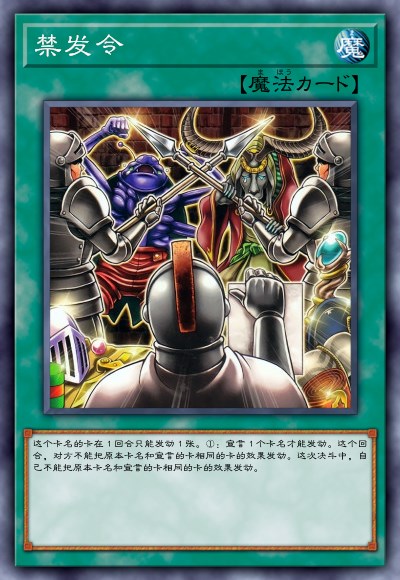 禁发令
魔
【魔法カード】
ま ほう
这个卡名的卡在1回合只能发动1张。①：宣言1个卡名才能发动。这个回
合，对方不能把原本卡名和宣言的卡相同的卡的效果发动。这次决斗中，自
己不能把原本卡名和宣言的卡相同的卡的效果发动。